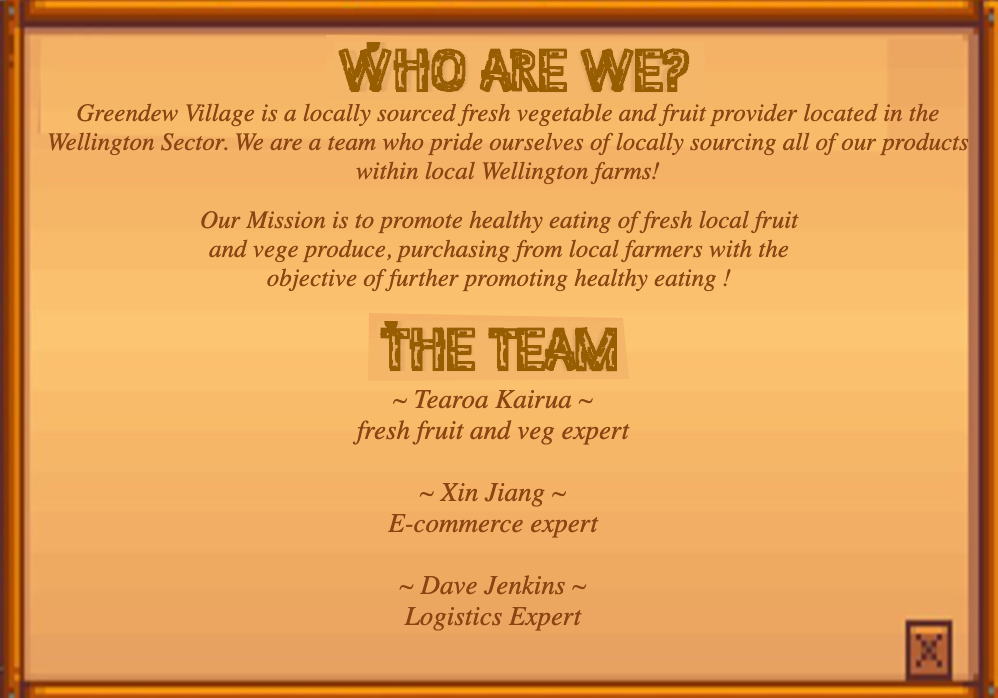 WHO ARE WE?
Greendew Village is a locally sourced fresh vegetable and fruit provider located in the
Wellington Sector. We are a team who pride ourselves of locally sourcing all of our products
within local Wellington farms!
Our Mission is to promote healthy eating of fresh local fruit
and vege produce, purchasing from local farmers with the
objective of further promoting healthy eating !
THE TEAM
~ Tearoa Kairua ~
fresh fruit and veg expert
~ Xin Jiang ~
E-commerce expert
~ Dave Jenkins ~
Logistics Expert
X